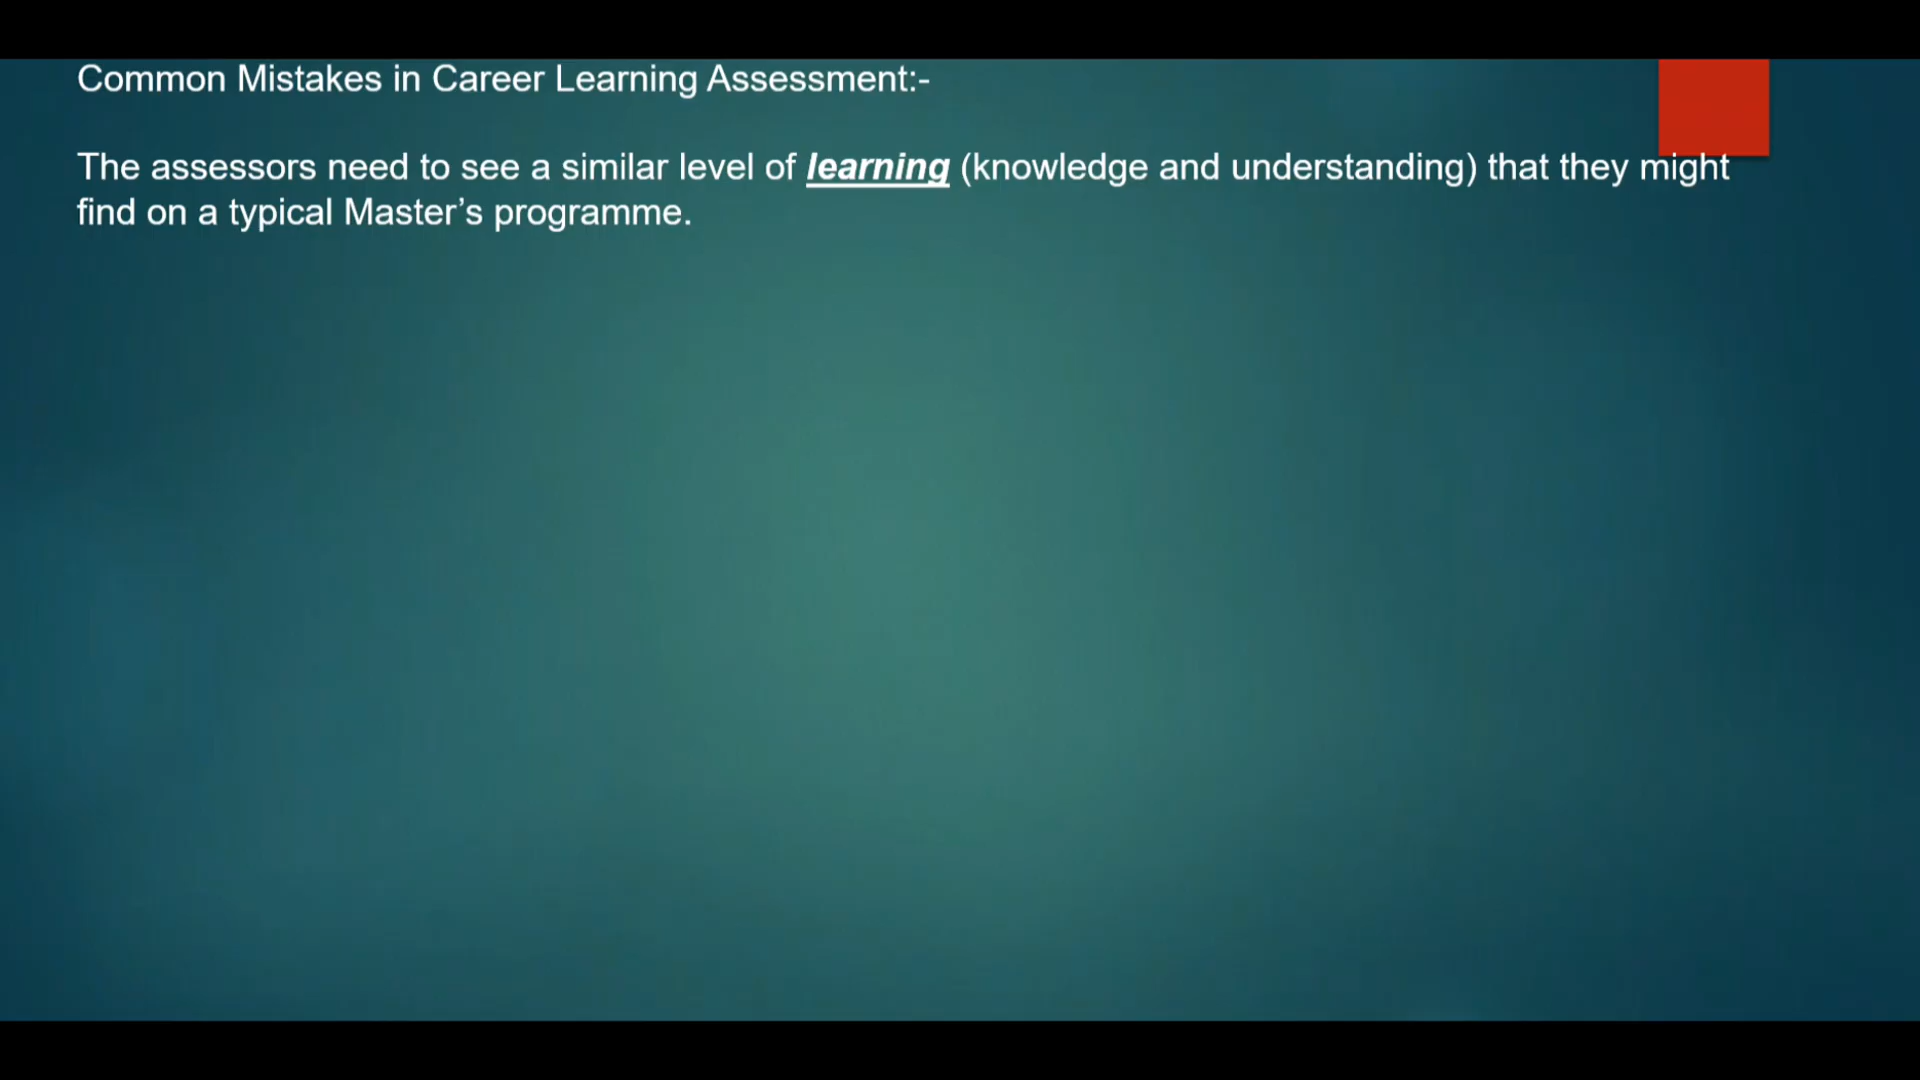 Common Mistakes in Career Learning Assessment:-
The assessors need to see a similar level of learning (knowledge and understanding) that they might
find on a typical Master’s programme.